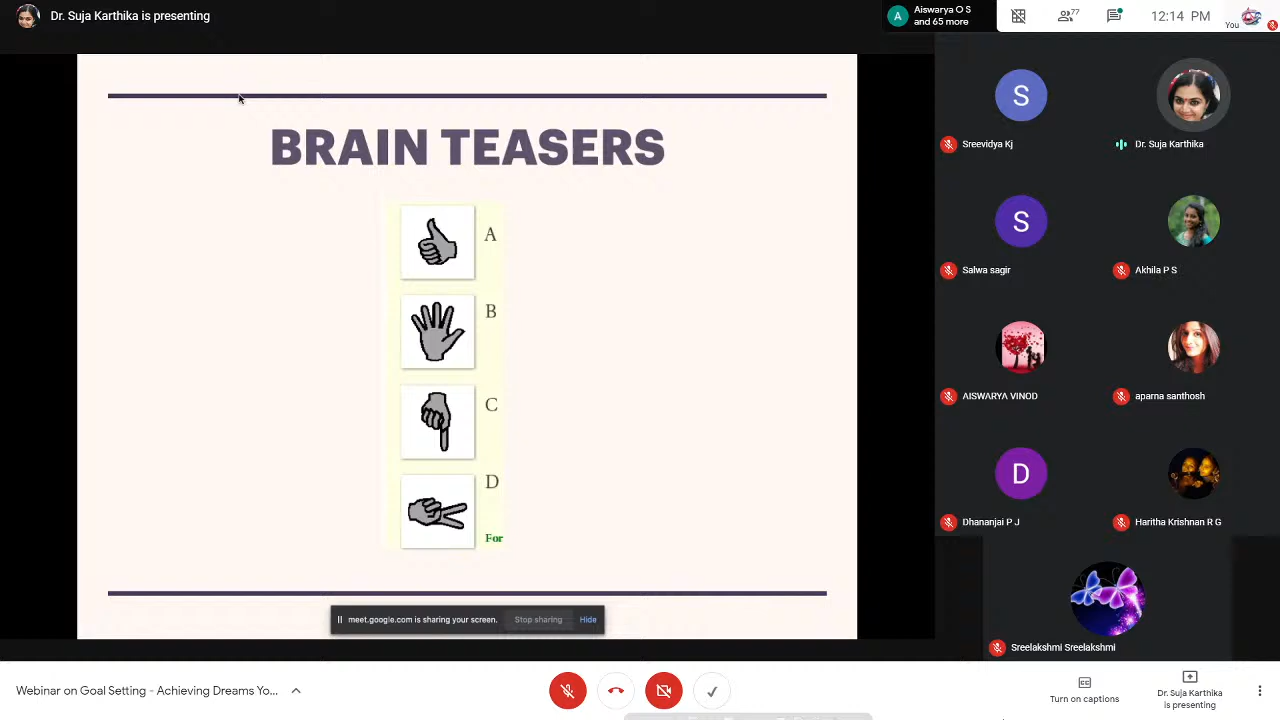 Dr. Suja Karthika is presenting
A
Aiswarya O S
and 65 more
77
12:14 PM
You
BRAIN TEASERS
A
B
C
D
For
meet.google.com is sharing your screen.
Stop sharing
Hide
S
Sreevidya Kj
Dr. Suja Karthika
S
Salwa sagir
Akhila P S
AISWARYA VINOD
aparna santhosh
D
Dhananjai P J
Haritha Krishnan R G
Sreelakshmi Sreelakshmi
Webinar on Goal Setting - Achieving Dreams Yo...
Turn on captions
Dr. Suja Karthika
is presenting